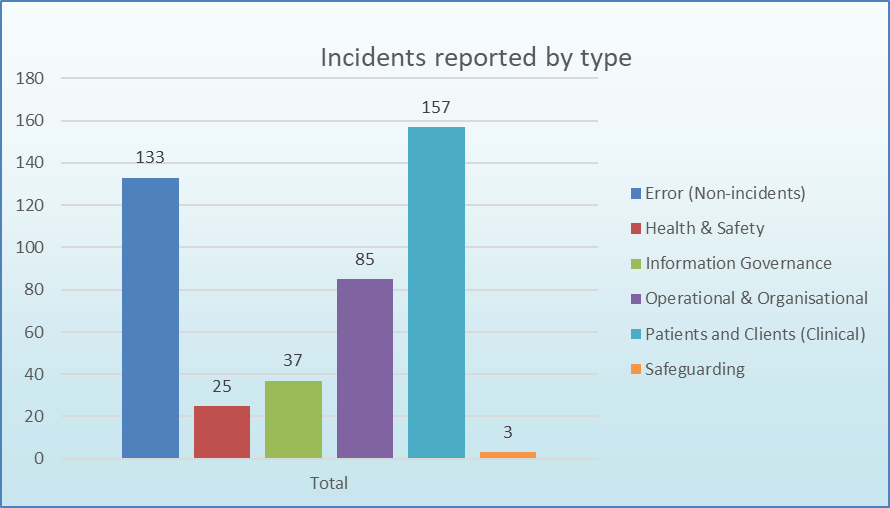 Incidents reported by type
180
160
140
120
100
80
60
40
20
0
133
25
37
85
157
3
Total
Error (Non-incidents)
Health & Safety
Information Governance
Operational & Organisational
Patients and Clients (Clinical)
Safeguarding